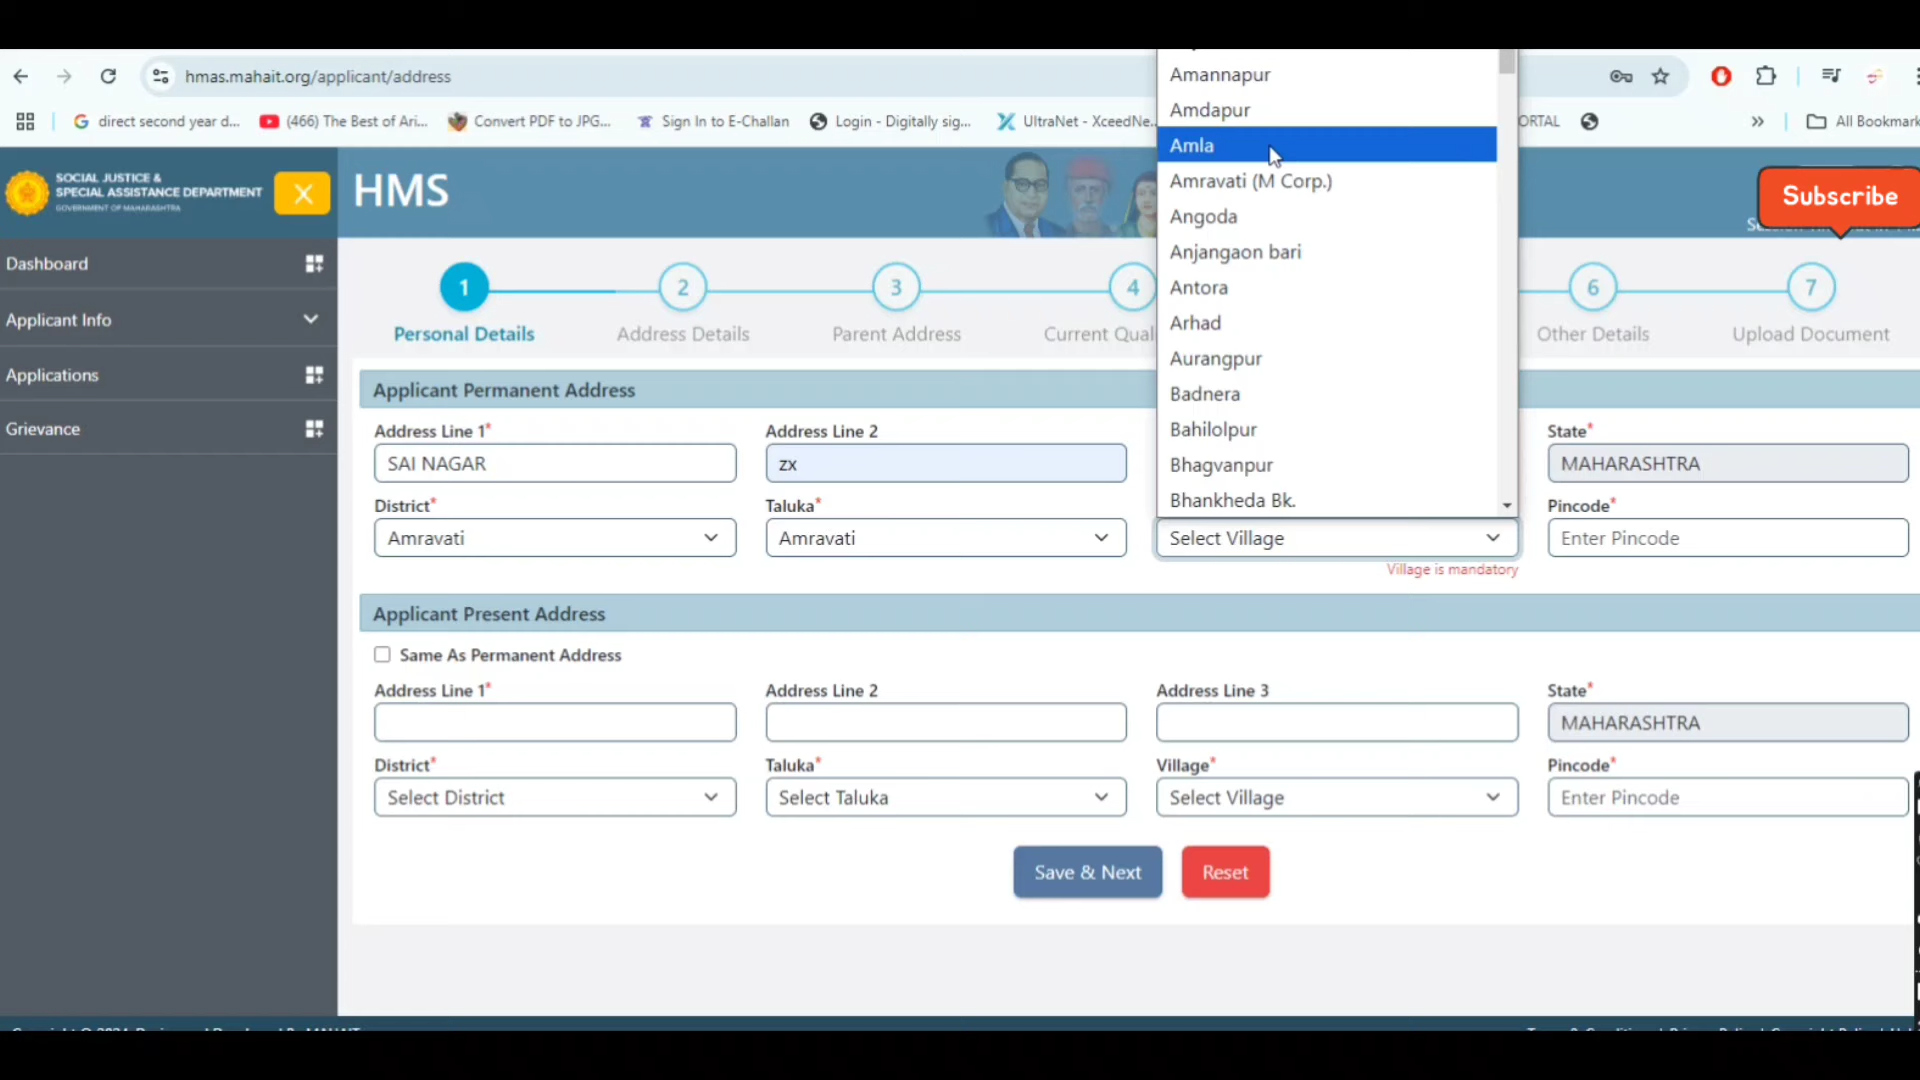 hmas.mahait.org/applicant/address
direct second year d...
(466) The Best of Ari...
Convert PDF to JPG...
Sign In to E-Challan
Login - Digitally sig...
UltraNet - XceedNe...
ORTAL
»
All Bookmark
SOCIAL JUSTICE &
SPECIAL ASSISTANCE DEPARTMENT
GOVERNMENT OF MAHARASHTRA
HMS
Subscribe
Dashboard
Applicant Info
Applications
Grievance
1
2
3
4
6
7
Personal Details
Address Details
Parent Address
Current Qual
Other Details
Upload Document
Amannapur
Amdapur
Amla
Amravati (M Corp.)
Angoda
Anjangaon bari
Antora
Arhad
Aurangpur
Badnera
Bahilolpur
Bhagvanpur
Bhankheda Bk.
Applicant Permanent Address
Address Line 1*
Address Line 2
State*
SAI NAGAR
zx
MAHARASHTRA
District*
Taluka*
Pincode*
Amravati
Amravati
Select Village
Enter Pincode
Village is mandatory
Applicant Present Address
Same As Permanent Address
Address Line 1*
Address Line 2
Address Line 3
State*
MAHARASHTRA
District*
Taluka*
Village*
Pincode*
Select District
Select Taluka
Select Village
Enter Pincode
Save & Next
Reset